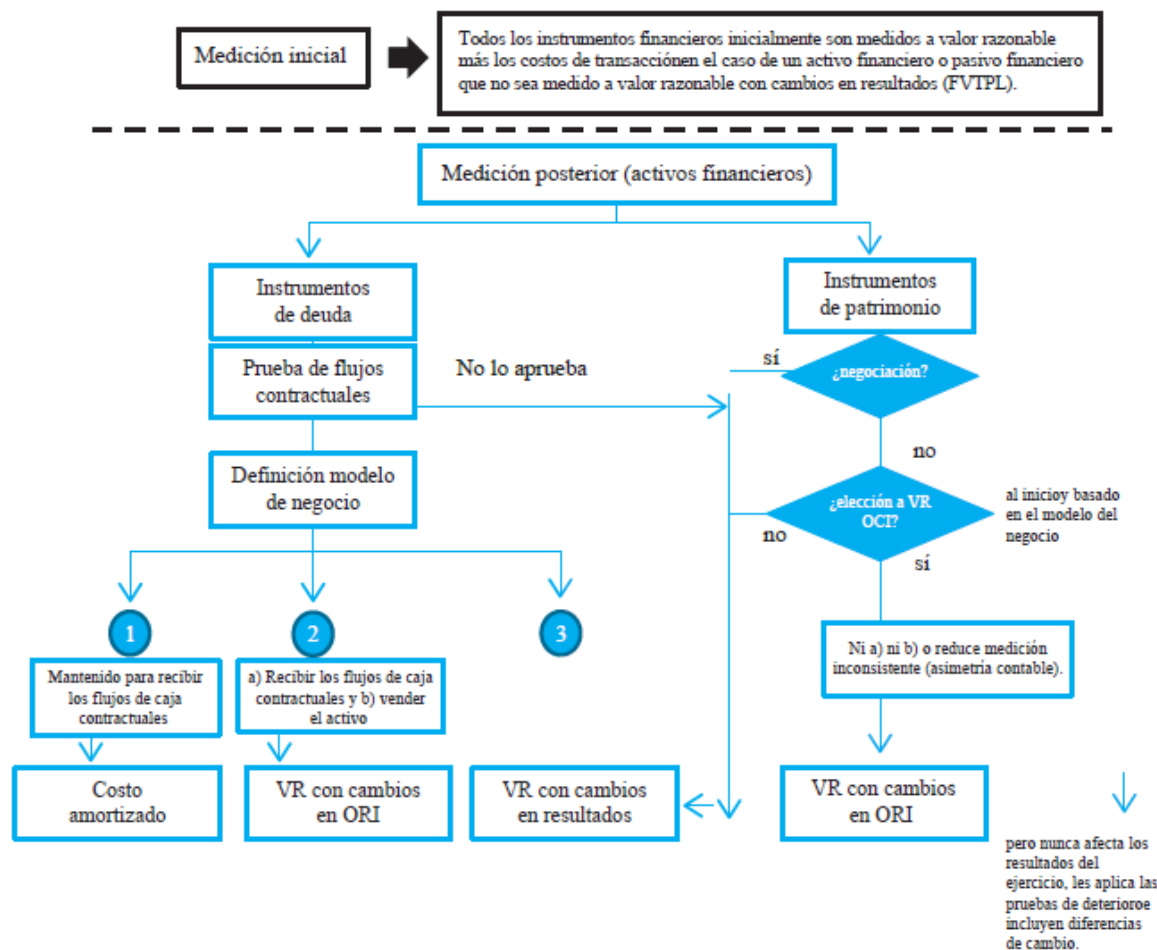 Medición inicial
Todos los instrumentos financieros inicialmente son medidos a valor razonable
más los costos de transacciónen el caso de un activo financiero o pasivo financiero
que no sea medido a valor razonable con cambios en resultados (FVTPL).
Medición posterior (activos financieros)
Instrumentos
de deuda
Instrumentos
de patrimonio
Prueba de flujos
contractuales
No lo aprueba
sí
¿negociación?
no
Definición modelo
de negocio
¿elección a VR
OCI?
al inicioy basado
en el modelo del
negocio
no
sí
1
2
3
Mantenido para recibir
los flujos de caja
contractuales
a) Recibir los flujos de caja
contractuales y b) vender
el activo
Ni a) ni b) o reduce medición
inconsistente (asimetría contable).
Costo
amortizado
VR con cambios
en ORI
VR con cambios
en resultados
VR con cambios
en ORI
pero nunca afecta los
resultados del
ejercicio, les aplica las
pruebas de deterioroe
incluyen diferencias
de cambio.